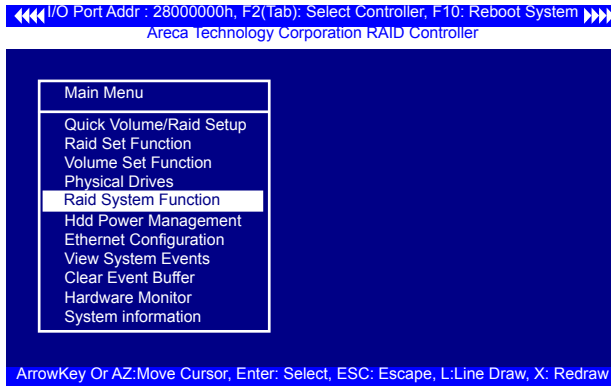 I/O Port Addr : 28000000h, F2(Tab): Select Controller, F10: Reboot System
Areca Technology Corporation RAID Controller
Main Menu
Quick Volume/Raid Setup
Raid Set Function
Volume Set Function
Physical Drives
Raid System Function
Hdd Power Management
Ethernet Configuration
View System Events
Clear Event Buffer
Hardware Monitor
System information
ArrowKey Or AZ:Move Cursor, Enter: Select, ESC: Escape, L:Line Draw, X: Redraw